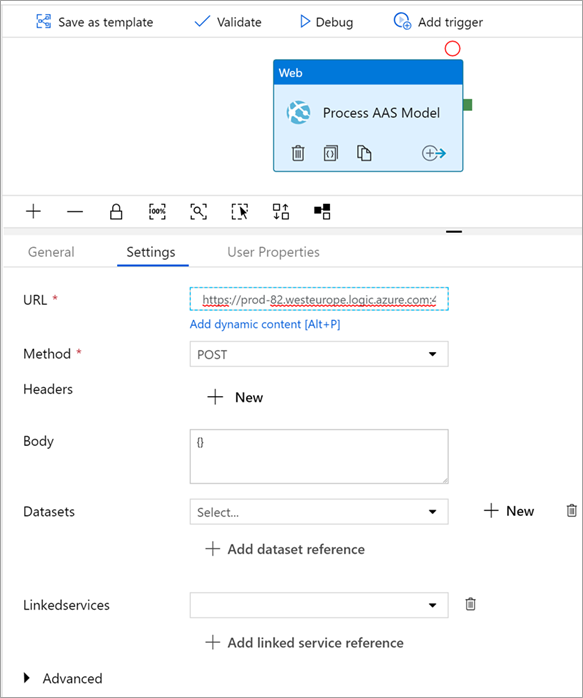 Save as template Validate Debug Add trigger
Web
Process AAS Model
100%
General Settings User Properties
URL * https://prod-82.westeurope.logic.azure.com:4
Add dynamic content [Alt+P]
Method * POST
Headers + New
Body {}
Datasets Select... + New
+ Add dataset reference
Linkedservices
+ Add linked service reference
Advanced